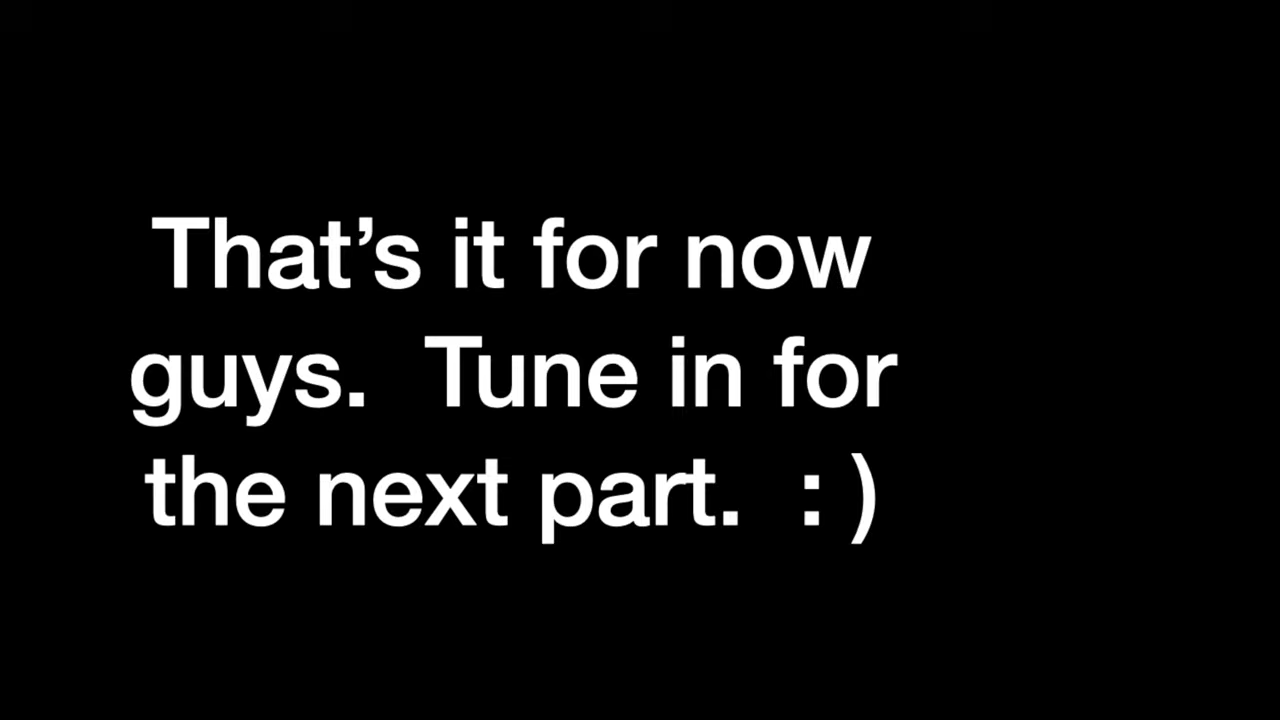 That’s it for now
guys.  Tune in for
the next part.  : )